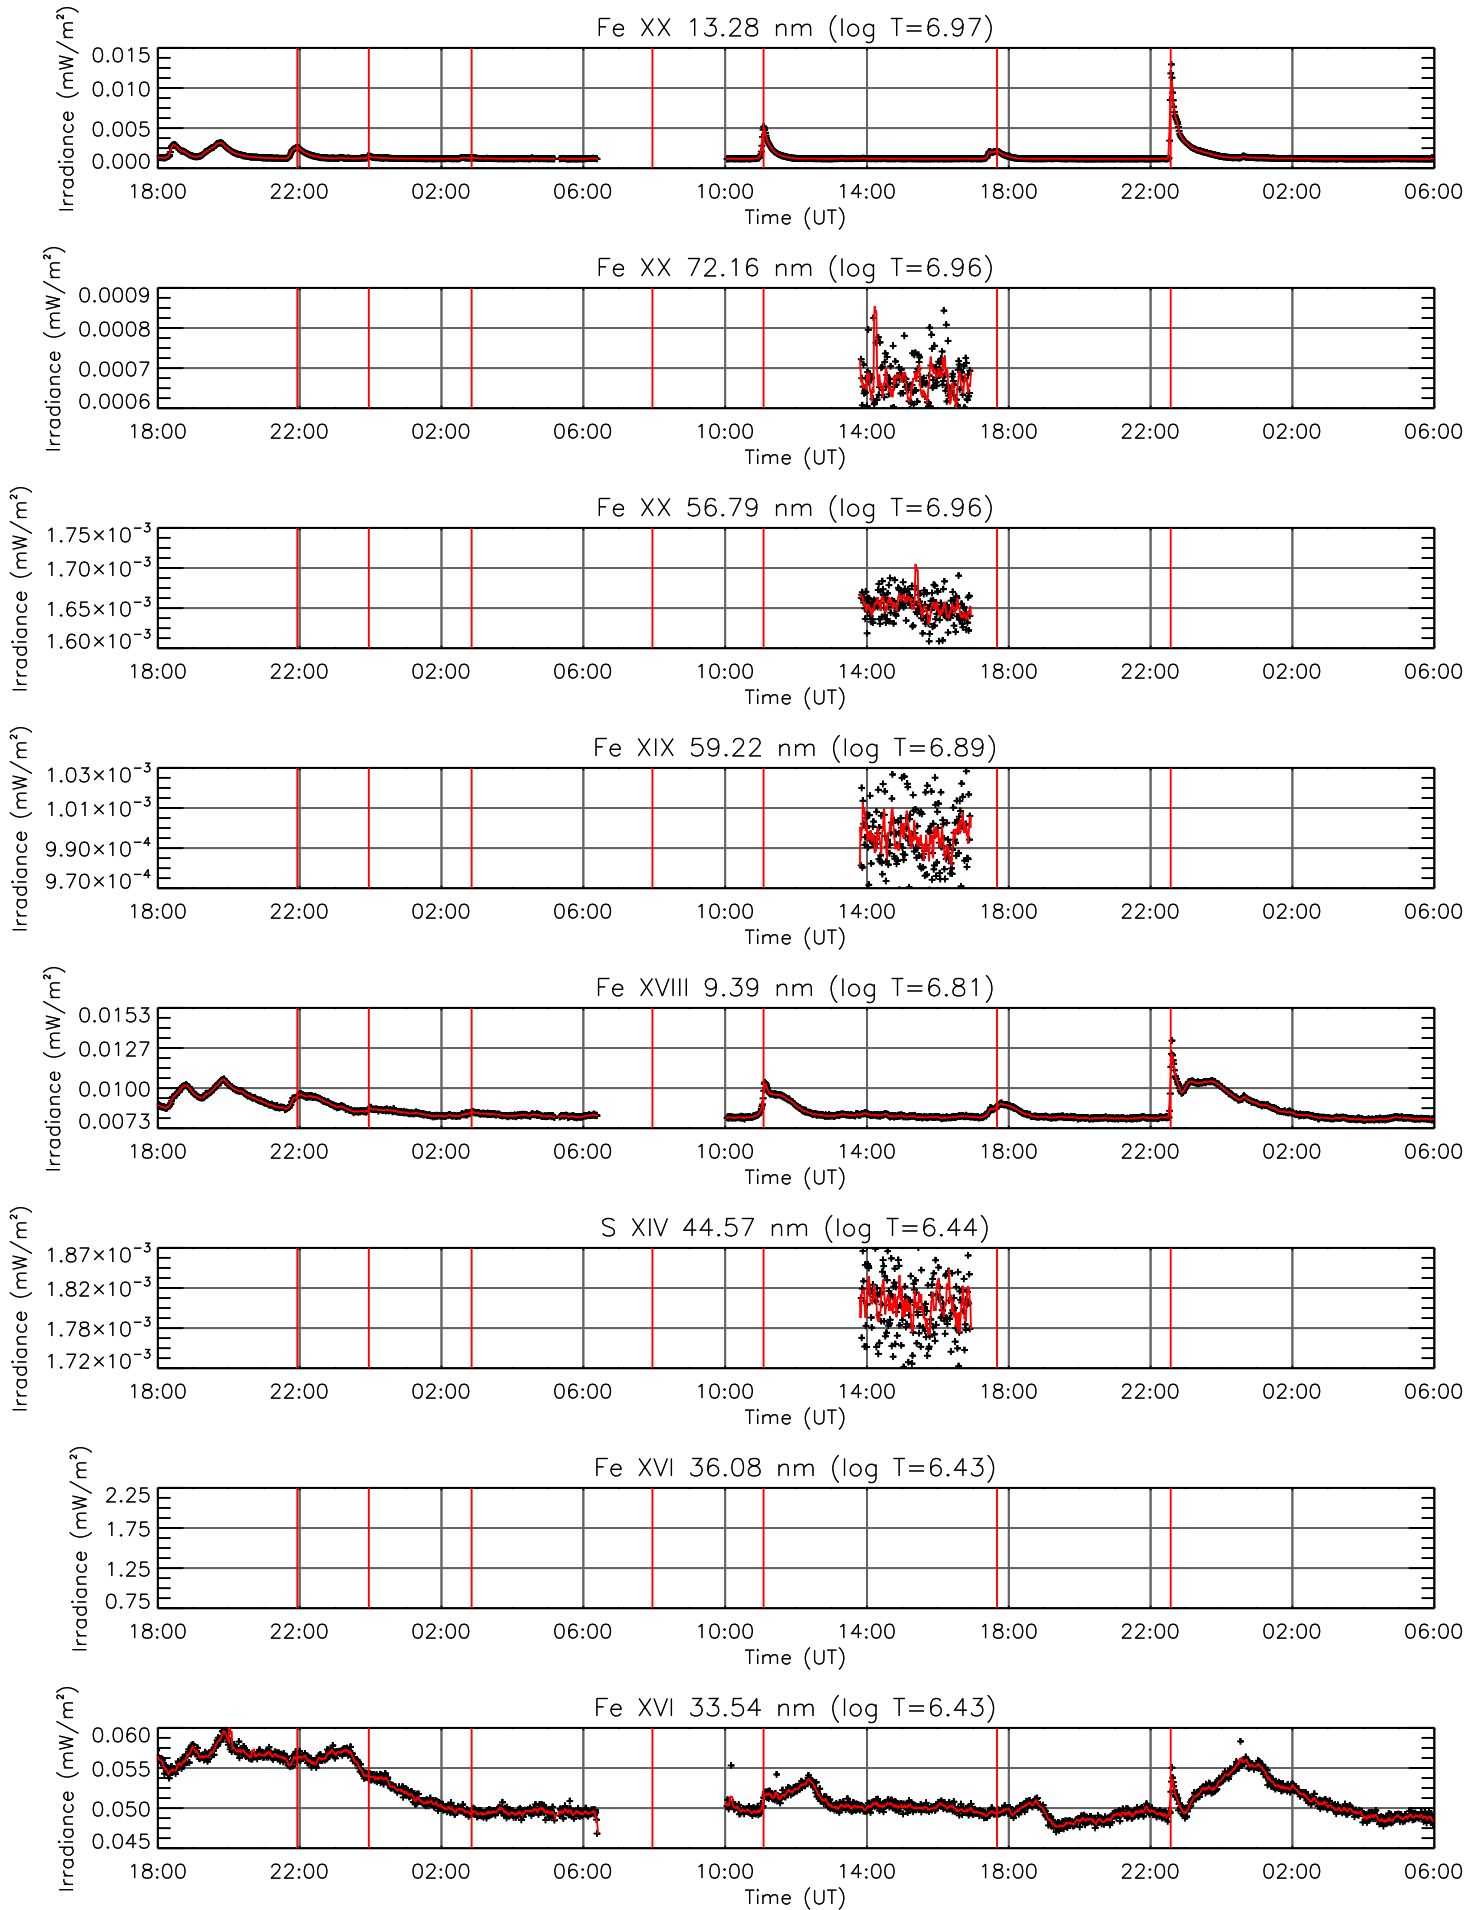 Fe XX 13.28 nm (log T=6.97)
Irradiance (mW/m²)
0.015
0.010
0.005
0.000
18:00 22:00 02:00 06:00 10:00 14:00 18:00 22:00 02:00 06:00
Time (UT)
Fe XX 72.16 nm (log T=6.96)
Irradiance (mW/m²)
0.0009
0.0008
0.0007
0.0006
18:00 22:00 02:00 06:00 10:00 14:00 18:00 22:00 02:00 06:00
Time (UT)
Fe XX 56.79 nm (log T=6.96)
Irradiance (mW/m²)
1.75×10⁻³
1.70×10⁻³
1.65×10⁻³
1.60×10⁻³
18:00 22:00 02:00 06:00 10:00 14:00 18:00 22:00 02:00 06:00
Time (UT)
Fe XIX 59.22 nm (log T=6.89)
Irradiance (mW/m²)
1.03×10⁻³
1.01×10⁻³
9.90×10⁻⁴
9.70×10⁻⁴
18:00 22:00 02:00 06:00 10:00 14:00 18:00 22:00 02:00 06:00
Time (UT)
Fe XVIII 9.39 nm (log T=6.81)
Irradiance (mW/m²)
0.0153
0.0127
0.0100
0.0073
18:00 22:00 02:00 06:00 10:00 14:00 18:00 22:00 02:00 06:00
Time (UT)
S XIV 44.57 nm (log T=6.44)
Irradiance (mW/m²)
1.87×10⁻³
1.82×10⁻³
1.78×10⁻³
1.72×10⁻³
18:00 22:00 02:00 06:00 10:00 14:00 18:00 22:00 02:00 06:00
Time (UT)
Fe XVI 36.08 nm (log T=6.43)
Irradiance (mW/m²)
2.25
1.75
1.25
0.75
18:00 22:00 02:00 06:00 10:00 14:00 18:00 22:00 02:00 06:00
Time (UT)
Fe XVI 33.54 nm (log T=6.43)
Irradiance (mW/m²)
0.060
0.055
0.050
0.045
18:00 22:00 02:00 06:00 10:00 14:00 18:00 22:00 02:00 06:00
Time (UT)